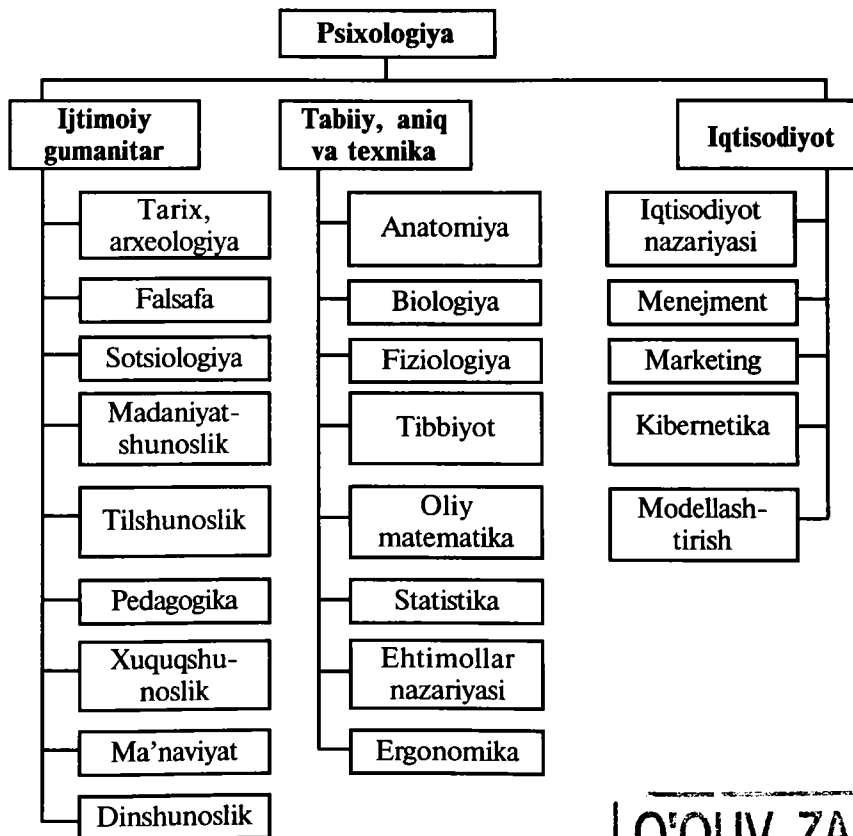 Psixologiya
Ijtimoiy
gumanitar
Tarix,
arxeologiya
Falsafa
Sotsiologiya
Madaniyat-
shunoslik
Tilshunoslik
Pedagogika
Xuquqshu-
noslik
Ma'naviyat
Dinshunoslik
Tabiiy, aniq
va texnika
Anatomiya
Biologiya
Fiziologiya
Tibbiyot
Oliy
matematika
Statistika
Ehtimollar
nazariyasi
Ergonomika
Iqtisodiyot
Iqtisodiyot
nazariyasi
Menejment
Marketing
Kibernetika
Modellash-
tirish
O'QUV ZA